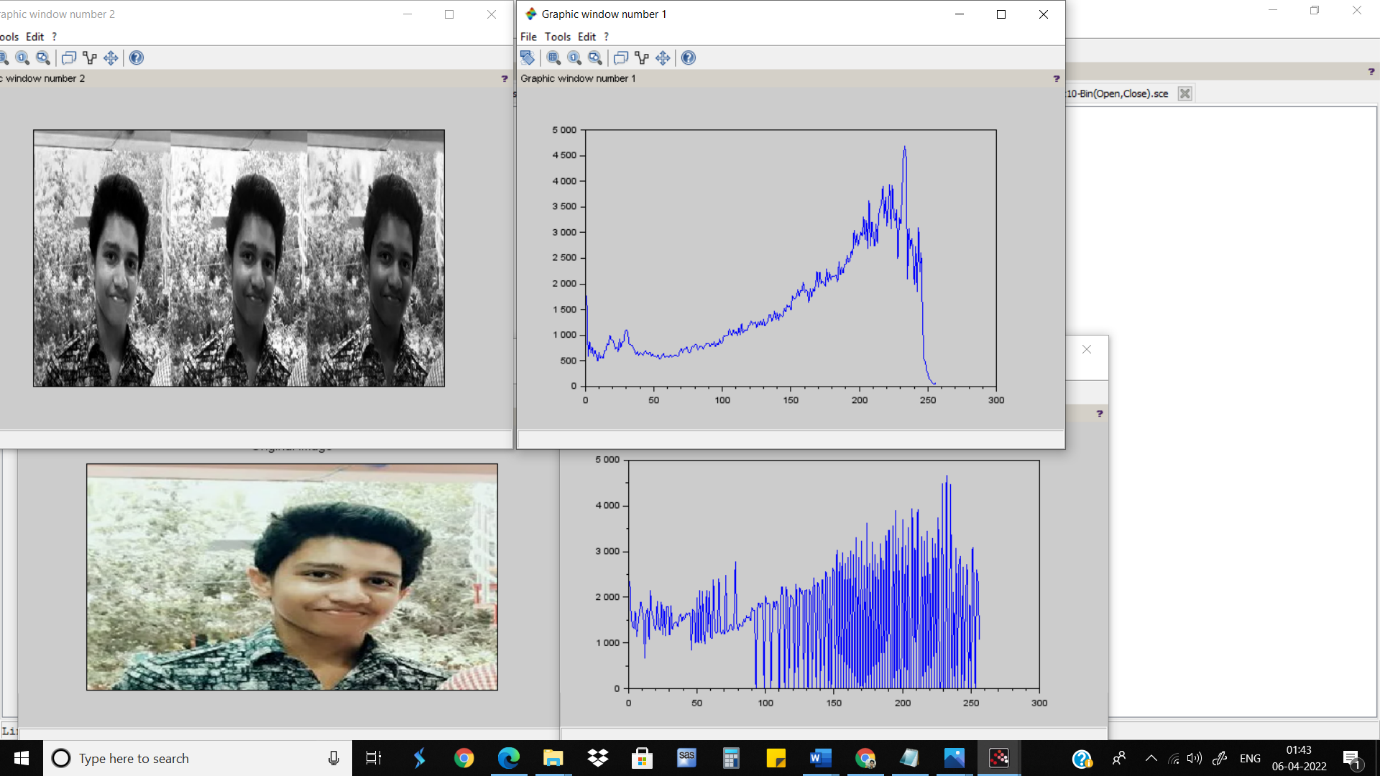 raphic window number 2
ools Edit ?
c window number 2 ?
Graphic window number 1
File Tools Edit ?
Graphic window number 1 ?
?
10-Bin(Open,Close).sce
5 000
4 500
4 000
3 500
3 000
2 500
2 000
1 500
1 000
500
0
0 50 100 150 200 250 300
?
5 000
4 000
3 000
2 000
1 000
0
0 50 100 150 200 250 300
Li
Type here to search
sas
W
ENG
01:43
06-04-2022
1